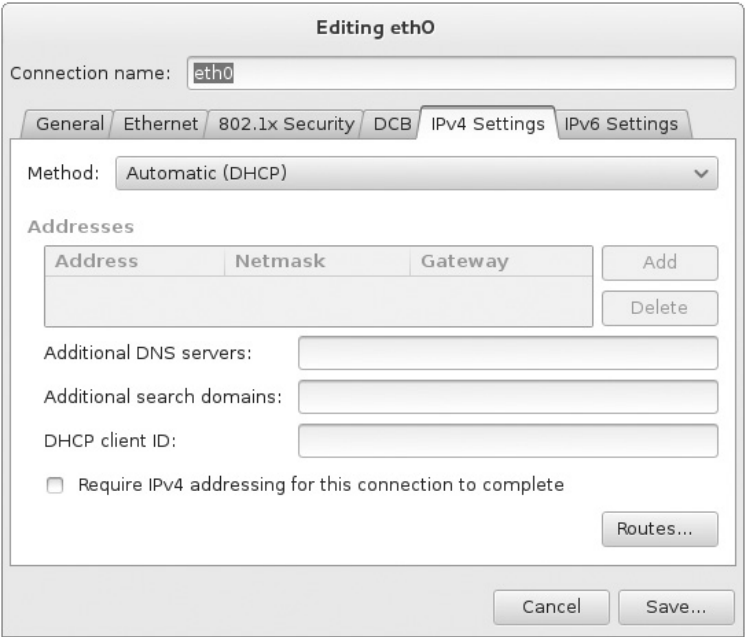 Editing eth0
Connection name: eth0
General Ethernet 802.1x Security DCB IPv4 Settings IPv6 Settings
Method: Automatic (DHCP)
Addresses
Address Netmask Gateway Add
Delete
Additional DNS servers:
Additional search domains:
DHCP client ID:
Require IPv4 addressing for this connection to complete
Routes...
Cancel Save...